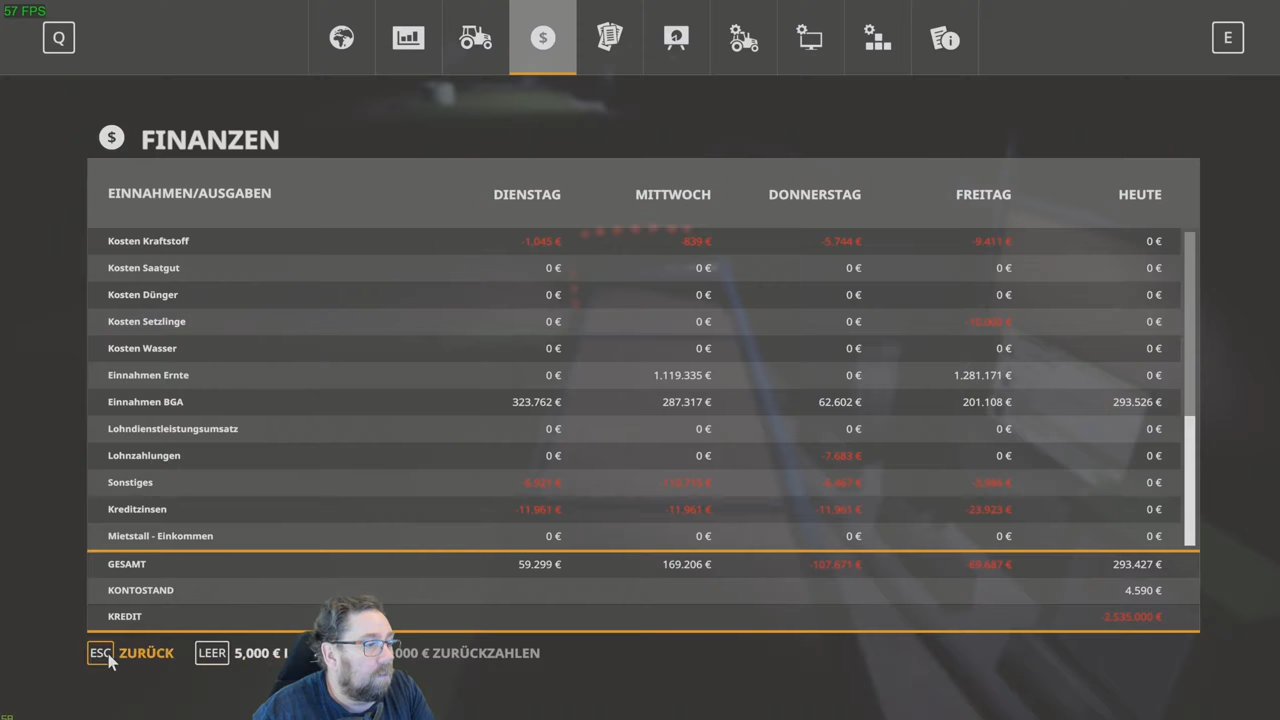 57 FPS
Q
E
FINANZEN
EINNAHMEN/AUSGABEN DIENSTAG MITTWOCH DONNERSTAG FREITAG HEUTE
Kosten Kraftstoff -1.045 € -839 € -5.744 € -9.411 € 0 €
Kosten Saatgut 0 € 0 € 0 € 0 € 0 €
Kosten Dünger 0 € 0 € 0 € 0 € 0 €
Kosten Setzlinge 0 € 0 € 0 € -10.000 € 0 €
Kosten Wasser 0 € 0 € 0 € 0 € 0 €
Einnahmen Ernte 0 € 1.119.335 € 0 € 1.281.171 € 0 €
Einnahmen BGA 323.762 € 287.317 € 62.602 € 201.108 € 293.526 €
Lohndienstleistungsumsatz 0 € 0 € 0 € 0 € 0 €
Lohnzahlungen 0 € 0 € -7.683 € 0 € 0 €
Sonstiges 0 €
Kreditzinsen -11.961 € -11.961 € -11.961 € -23.923 € 0 €
Mietstall - Einkommen 0 € 0 € 0 € 0 € 0 €
GESAMT 59.299 € 169.206 € -107.671 € -69.687 € 293.427 €
KONTOSTAND 4.590 €
KREDIT -2.535.000 €
ESC ZURÜCK LEER 5,000 € ZURÜCKZAHLEN